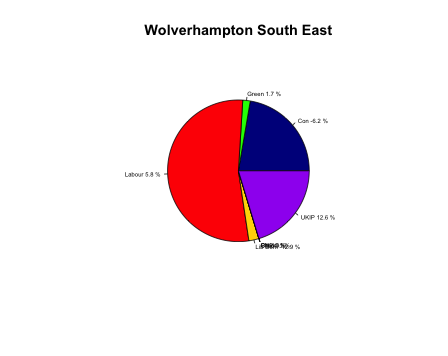 Wolverhampton South East
Green 1.7 %
Con -6.2 %
Labour 5.8 %
UKIP 12.6 %